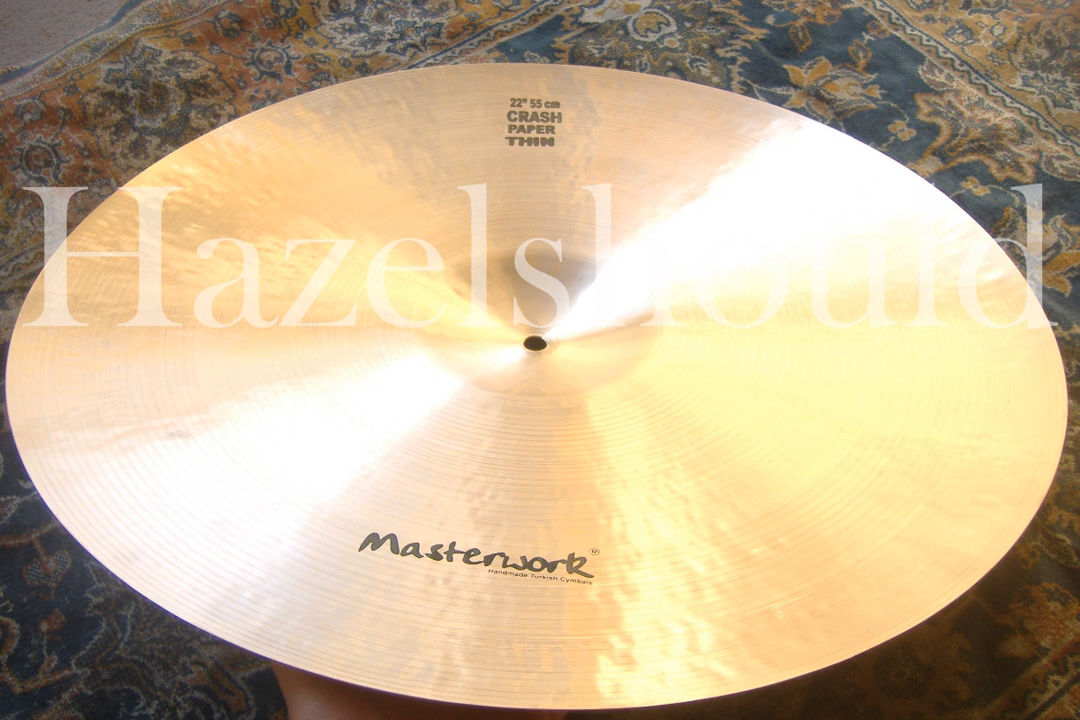 22" 55 cm
CRASH
PAPER
THIN
Hazelshould
Masterwork
Handmade Turkish Cymbals